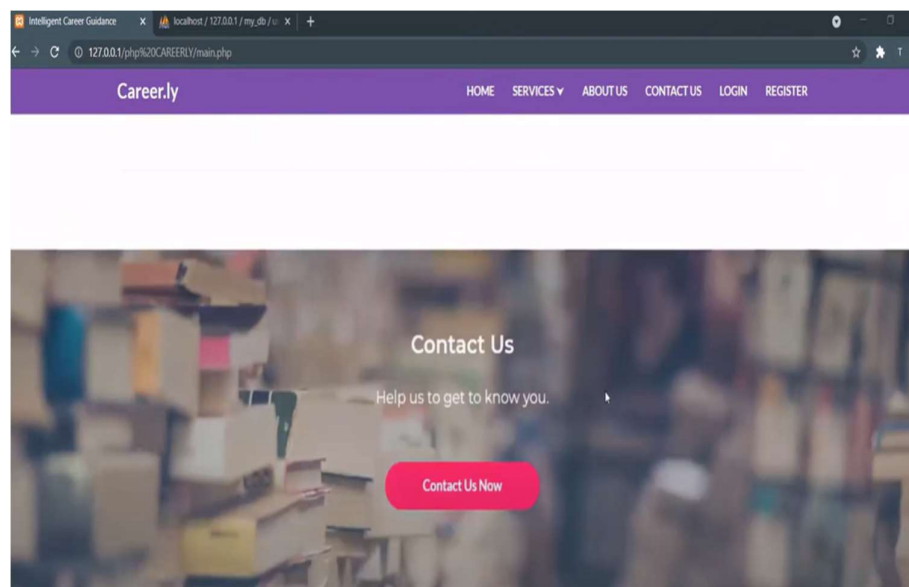 Intelligent Career Guidance
localhost / 127.0.0.1 / my_db / u
127.0.0.1/php%20CAREERLY/main.php
T
Career.ly
HOME SERVICES ABOUT US CONTACT US LOGIN REGISTER
Contact Us
Help us to get to know you.
Contact Us Now